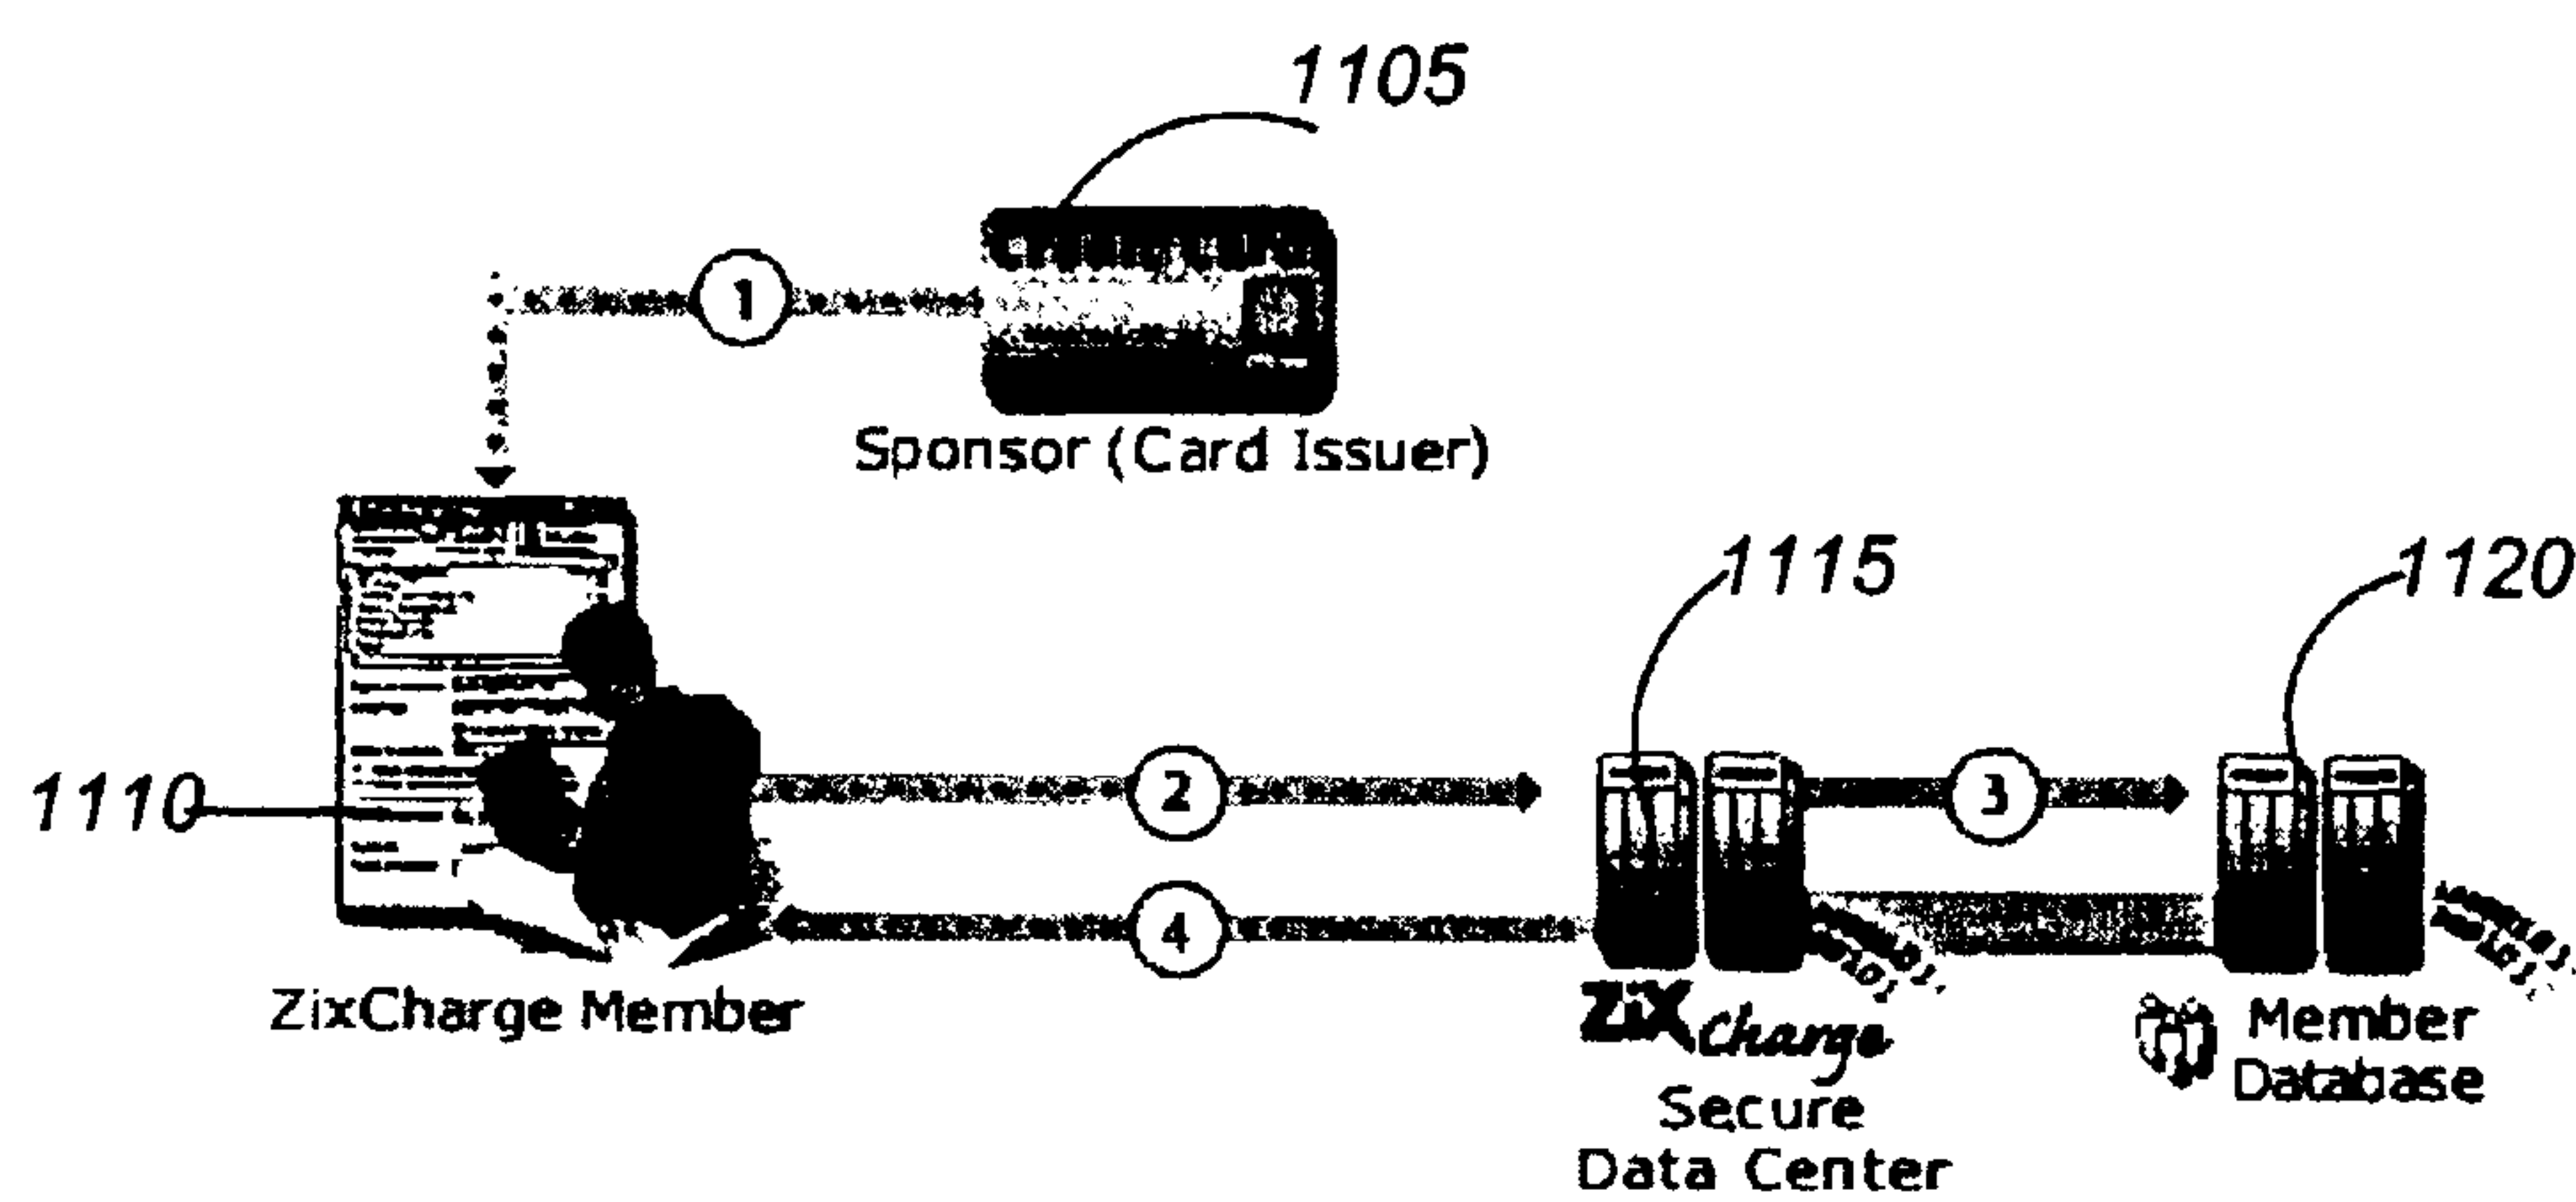 1105
1
Sponsor (Card Issuer)
1115
1120
1110
2
3
4
ZixCharge Member
ZixCharge
Secure
Data Center
Member
Database